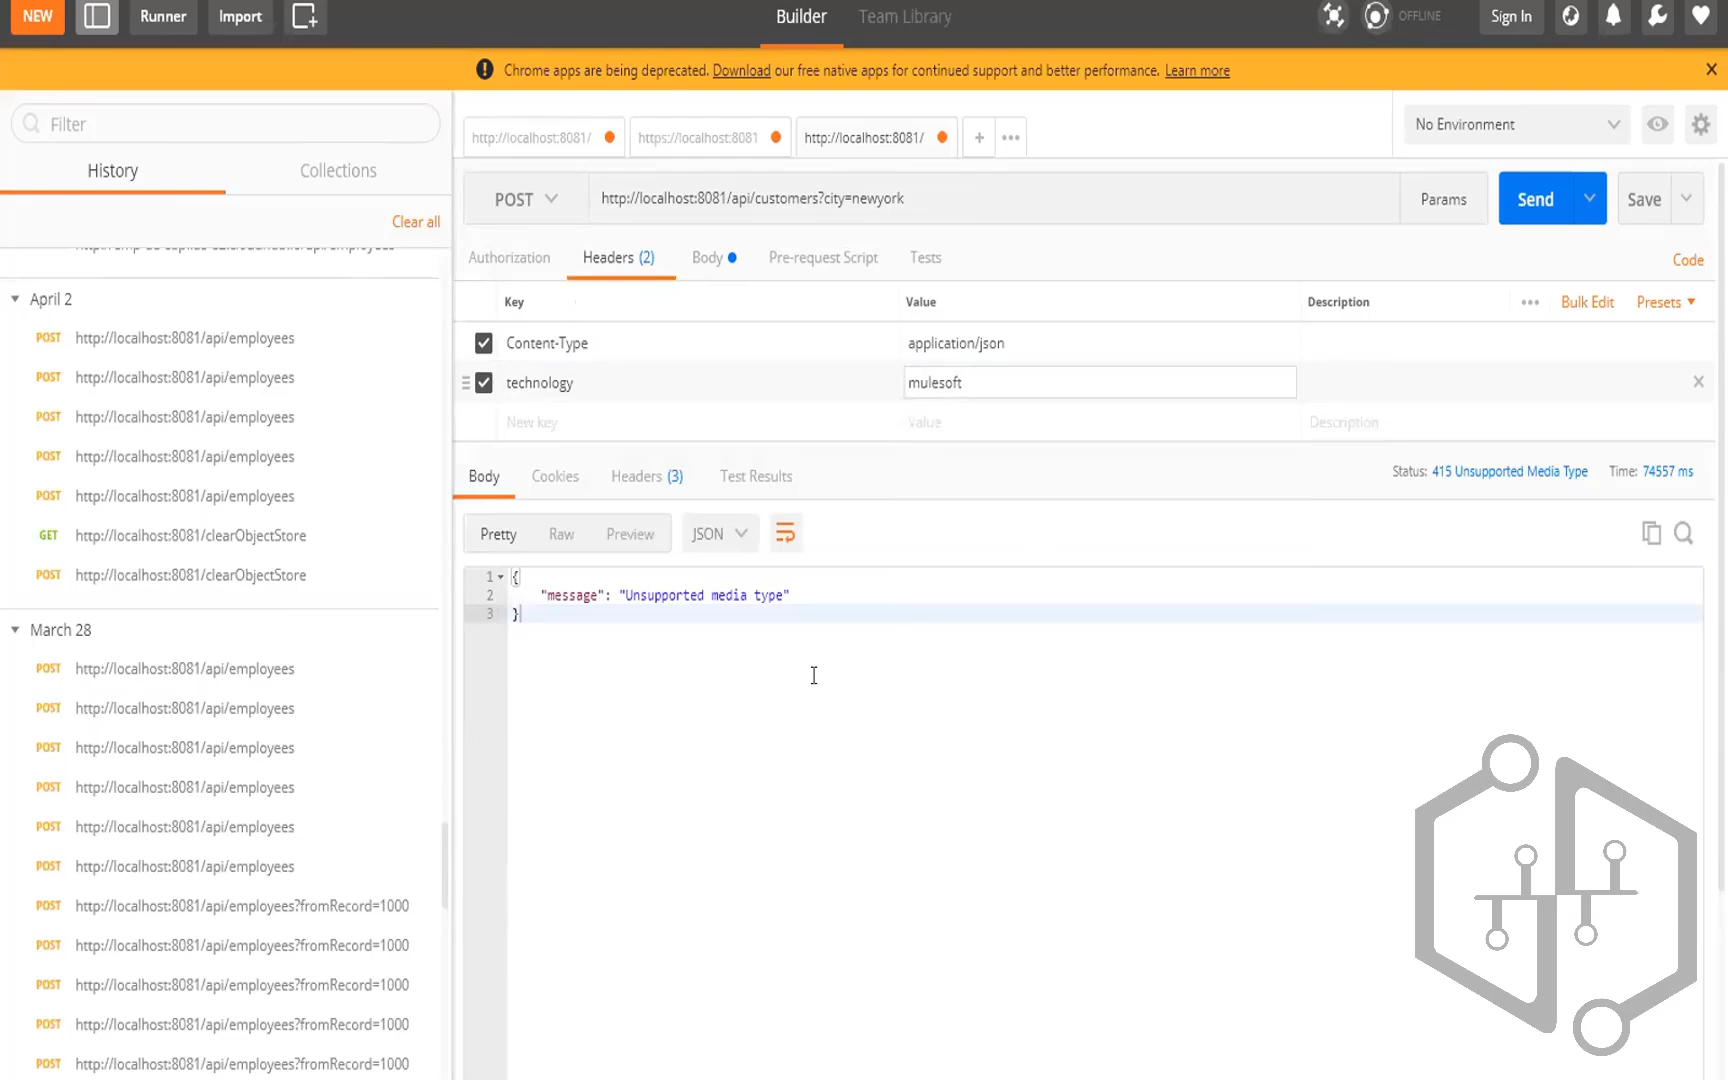 NEW
Runner
Import
Builder
Team Library
OFFLINE
Sign In
Chrome apps are being deprecated. Download our free native apps for continued support and better performance. Learn more
Filter
History
Collections
Clear all
April 2
POST http://localhost:8081/api/employees
POST http://localhost:8081/api/employees
POST http://localhost:8081/api/employees
POST http://localhost:8081/api/employees
POST http://localhost:8081/api/employees
GET http://localhost:8081/clearObjectStore
POST http://localhost:8081/clearObjectStore
March 28
POST http://localhost:8081/api/employees
POST http://localhost:8081/api/employees
POST http://localhost:8081/api/employees
POST http://localhost:8081/api/employees
POST http://localhost:8081/api/employees
POST http://localhost:8081/api/employees
POST http://localhost:8081/api/employees?fromRecord=1000
POST http://localhost:8081/api/employees?fromRecord=1000
POST http://localhost:8081/api/employees?fromRecord=1000
POST http://localhost:8081/api/employees?fromRecord=1000
POST http://localhost:8081/api/employees?fromRecord=1000
http://localhost:8081/
https://localhost:8081
http://localhost:8081/
No Environment
POST
http://localhost:8081/api/customers?city=newyork
Params
Send
Save
Authorization
Headers (2)
Body
Pre-request Script
Tests
Code
Key
Value
Description
Bulk Edit
Presets
Content-Type
application/json
technology
mulesoft
New key
Value
Description
Body
Cookies
Headers (3)
Test Results
Status: 415 Unsupported Media Type
Time: 74557 ms
Pretty
Raw
Preview
JSON
1 {
2 "message": "Unsupported media type"
3 }